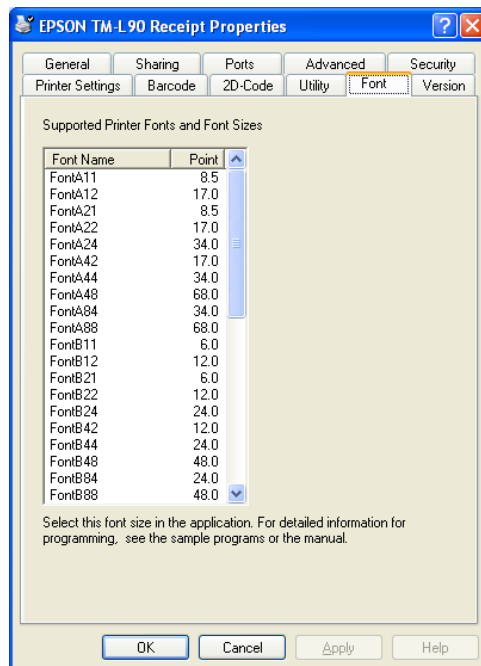 EPSON TM-L90 Receipt Properties
General Sharing Ports Advanced Security
Printer Settings Barcode 2D-Code Utility Font Version
Supported Printer Fonts and Font Sizes
Font Name Point
FontA11 8.5
FontA12 17.0
FontA21 8.5
FontA22 17.0
FontA24 34.0
FontA42 17.0
FontA44 34.0
FontA48 68.0
FontA84 34.0
FontA88 68.0
FontB11 6.0
FontB12 12.0
FontB21 6.0
FontB22 12.0
FontB24 24.0
FontB42 12.0
FontB44 24.0
FontB48 48.0
FontB84 24.0
FontB88 48.0
Select this font size in the application. For detailed information for
programming, see the sample programs or the manual.
OK Cancel Apply Help